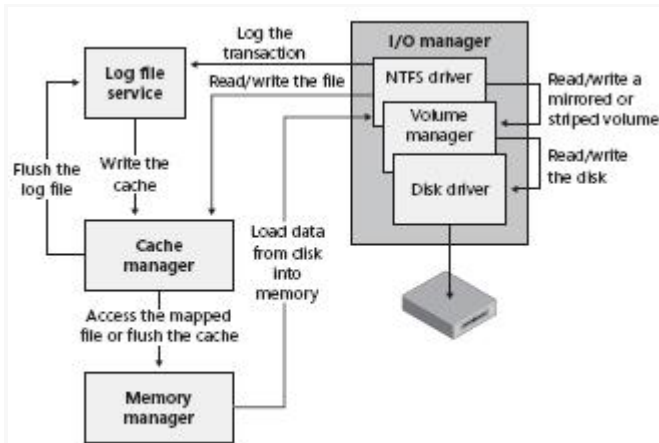 Log the
transaction
I/O manager
Log file
service
Read/write the file
NTFS driver
Read/write a
mirrored or
striped volume
Volume
manager
Flush the
log file
Write the
cache
Read/write
the disk
Disk driver
Cache
manager
Load data
from disk
into
memory
Access the mapped
file or flush the cache
Memory
manager